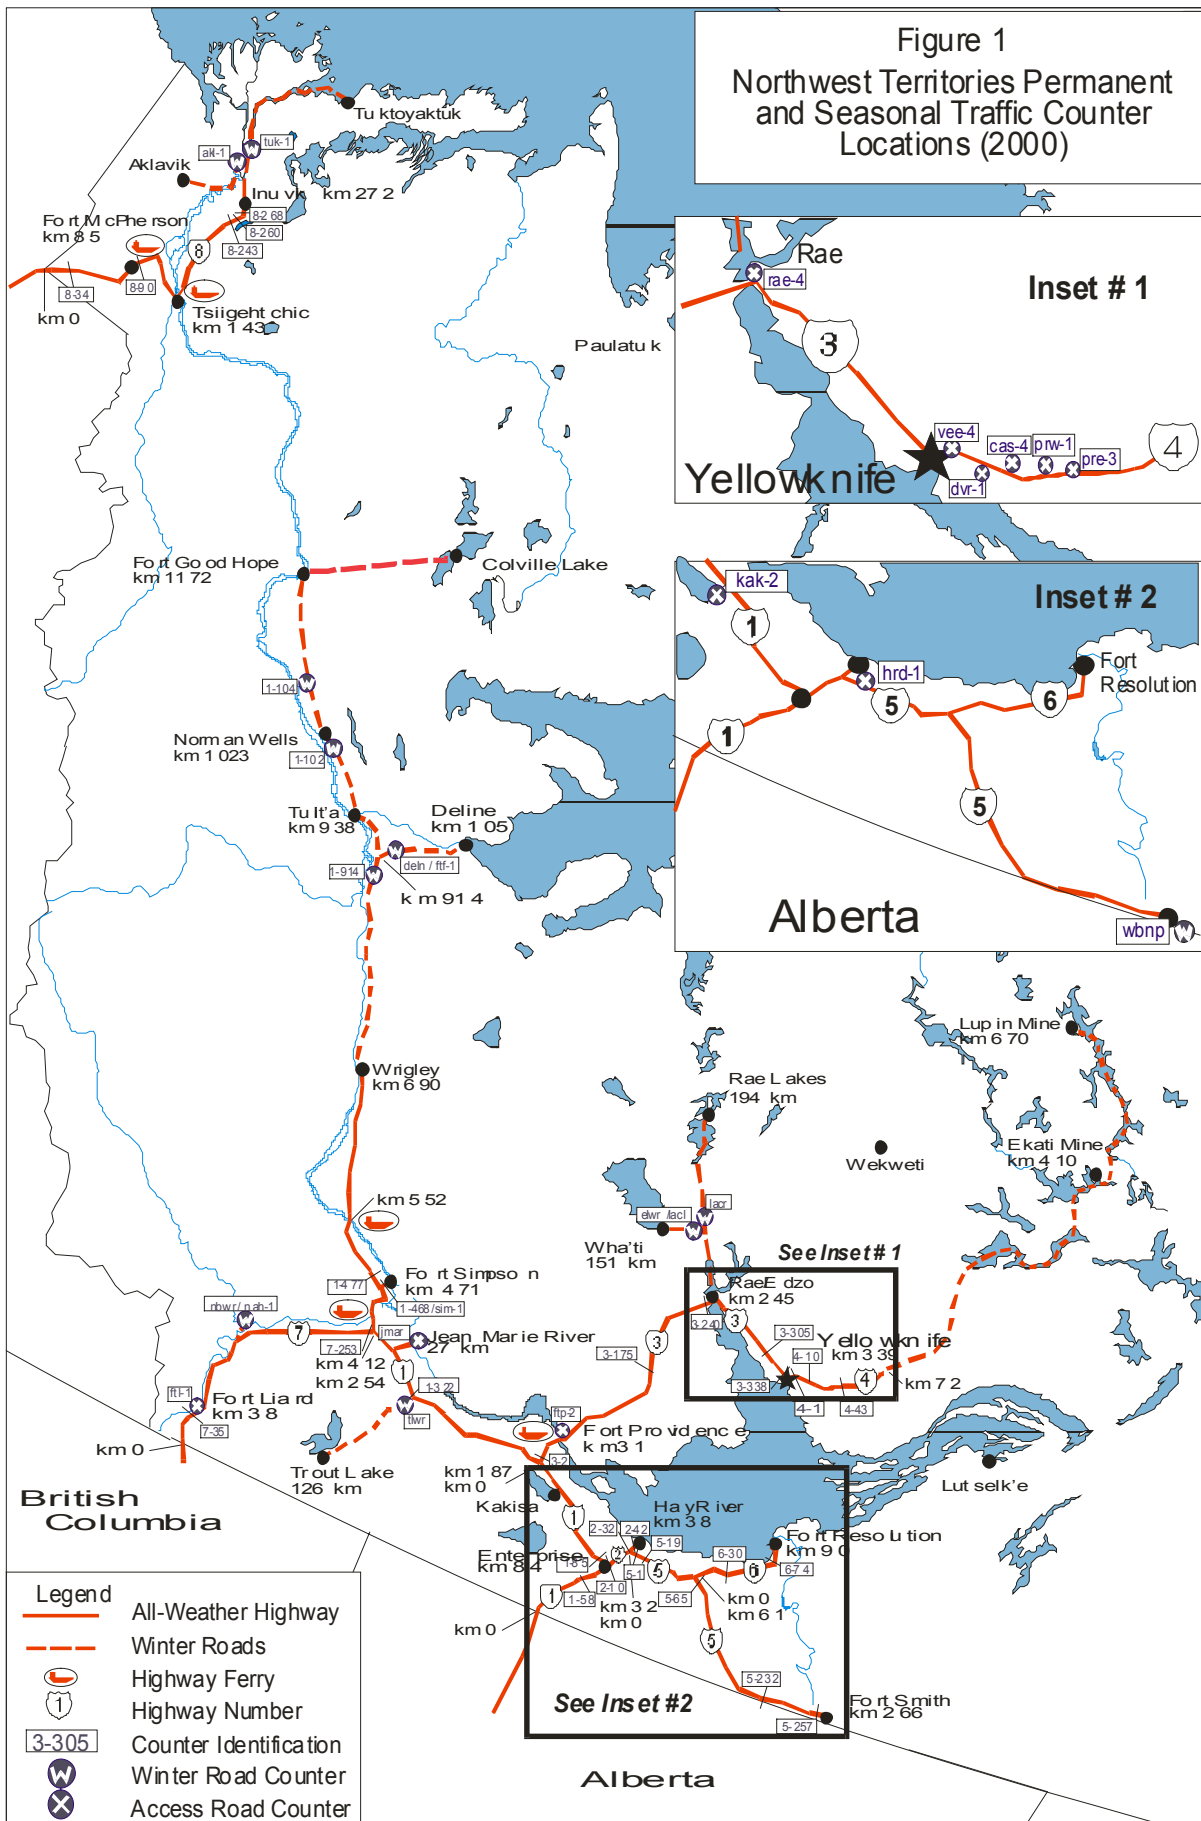 Figure 1
Northwest Territories Permanent
and Seasonal Traffic Counter
Locations (2000)
Tuktoyaktuk
tuk-1
ak-1
Aklavik
Inuvik km 272
8-268
8-260
8-243
Fort McPherson
km 85
8
8-34
8-90
km 0
Tsiigehtchic
km 143
Paulatuk
Rae
rae-4
Inset # 1
3
vee-4
cas-4
prw-1
pre-3
4
Yellowknife
dvr-1
Fort Good Hope
km 1172
Colville Lake
kak-2
Inset # 2
1
hrd-1
Fort
Resolution
5
6
1
5
Alberta
wbnp
1-104
Norman Wells
km 1023
1-102
Tulit'a
km 938
Deline
km 105
deln / ftf-1
1-914
km 914
Wrigley
km 690
Lupin Mine
km 670
Rae Lakes
194 km
Wekweti
Ekati Mine
km 410
km 552
lacr
elwr /lacl
Wha'ti
151 km
See Inset # 1
Rae Edzo
km 245
Fort Simpson
km 471
1-477
1-468/sim-1
nbwr / nah-1
7
7-253
jmar
Jean Marie River
27 km
km 412
km 254
1
1-322
3-240
3
3-305
Yellowknife
km 339
4-10
3-175
3
3-338
4-1
4-43
4
km 72
ftl-1
Fort Liard
km 38
7-35
km 0
tlwr
Trout Lake
126 km
ftp-2
Fort Providence
km 31
3-2
km 187
km 0
Kakisa
Lutselk'e
British
Columbia
1
Hay River
km 38
2-32
242
5-19
Enterprise
km 84
1-85
2
5-1
5
6-30
6
Fort Resolution
km 90
6-74
2-10
1-58
1
km 32
km 0
5-65
km 0
km 61
km 0
5
5-232
Fort Smith
km 266
5-257
See Inset #2
Alberta
Legend
All-Weather Highway
Winter Roads
Highway Ferry
1
Highway Number
3-305
Counter Identification
W
Winter Road Counter
X
Access Road Counter